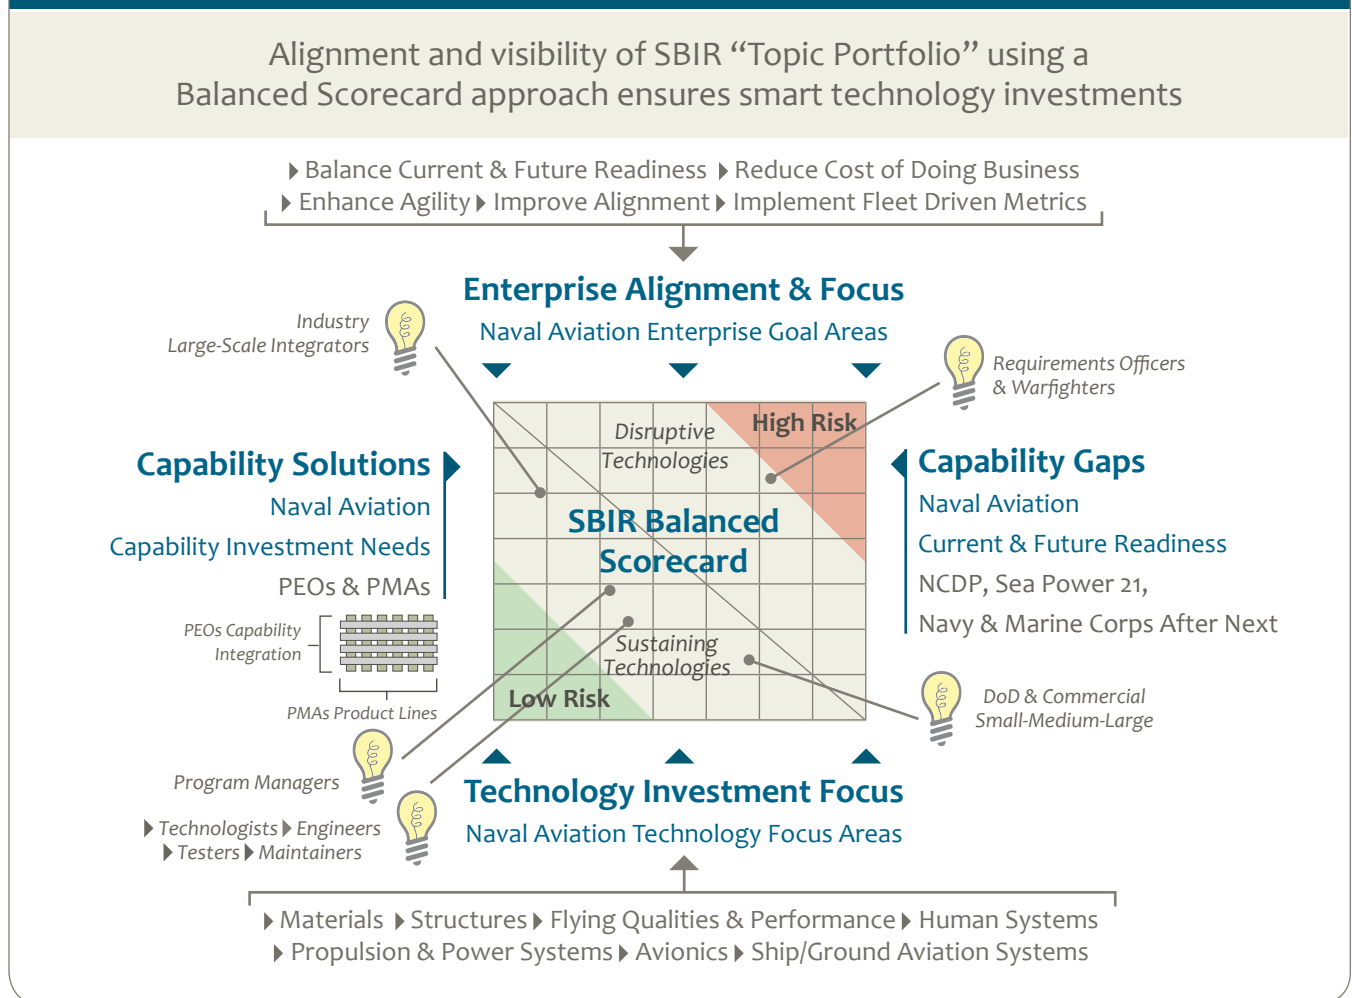 Alignment and visibility of SBIR “Topic Portfolio” using a
Balanced Scorecard approach ensures smart technology investments
Balance Current & Future Readiness Reduce Cost of Doing Business
Enhance Agility Improve Alignment Implement Fleet Driven Metrics
Enterprise Alignment & Focus
Naval Aviation Enterprise Goal Areas
Industry
Large-Scale Integrators
Requirements Officers
& Warfighters
Disruptive
Technologies
High Risk
SBIR Balanced
Scorecard
Sustaining
Technologies
Low Risk
Capability Solutions
Naval Aviation
Capability Investment Needs
PEOs & PMAs
PEOs Capability
Integration
PMAs Product Lines
Capability Gaps
Naval Aviation
Current & Future Readiness
NCDP, Sea Power 21,
Navy & Marine Corps After Next
DoD & Commercial
Small-Medium-Large
Program Managers
Technologists Engineers
Testers Maintainers
Technology Investment Focus
Naval Aviation Technology Focus Areas
Materials Structures Flying Qualities & Performance Human Systems
Propulsion & Power Systems Avionics Ship/Ground Aviation Systems